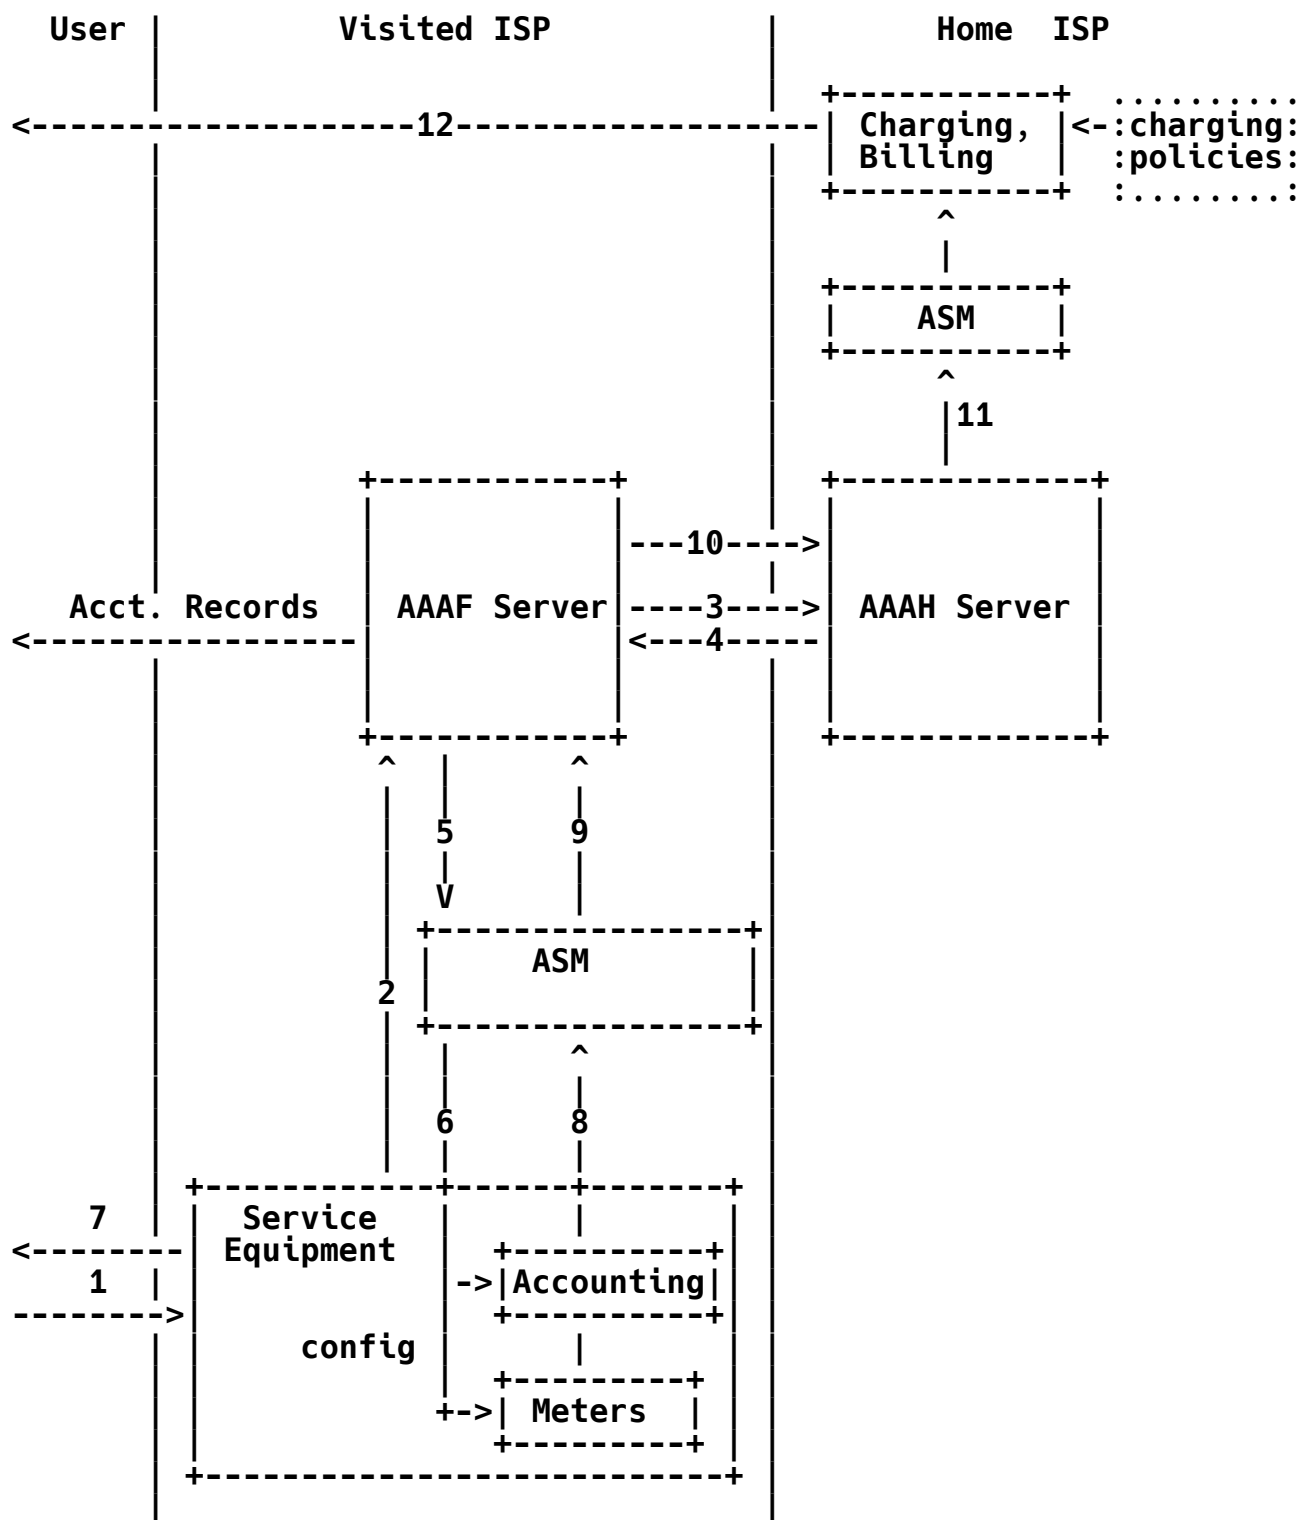 User | Visited ISP | Home  ISP
+-----------+ ..........
<--------------------12-------------------| Charging, |<-:charging:
| Billing | :policies:
+-----------+ :........:
^
|
+-----------+
| ASM |
+-----------+
^
|11
|
+------------+ +-------------+
|---10---->|
Acct. Records | AAAF Server|----3---->| AAAH Server |
<-----------------| |<---4-----|
+------------+ +-------------+
^ | ^
5 9
V
+----------------+
| ASM |
2 | |
+----------------+
| ^
6 8
+------------+------+-------+
7 | Service | | |
<--------| Equipment | +----------+|
1 | |->|Accounting||
-------->| | +----------+|
config | |
+---------+
+->| Meters |
+---------+
+---------------------------+